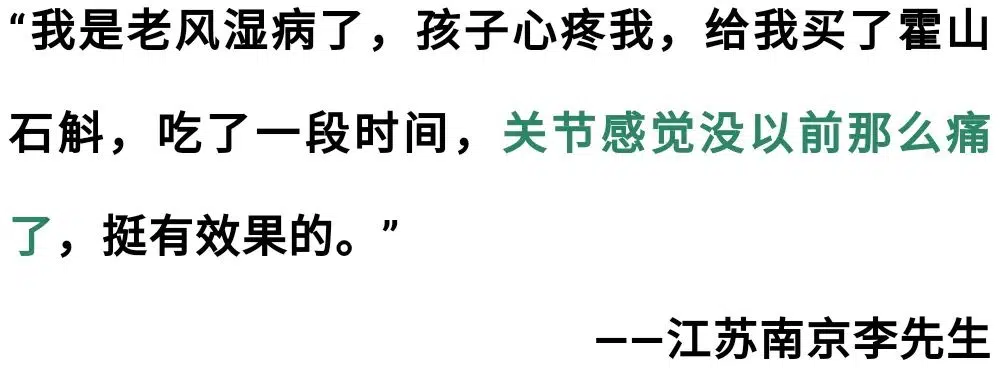 “我是老风湿病了，孩子心疼我，给我买了霍山
石斛，吃了一段时间，关节感觉没以前那么痛
了，挺有效果的。”
——江苏南京李先生